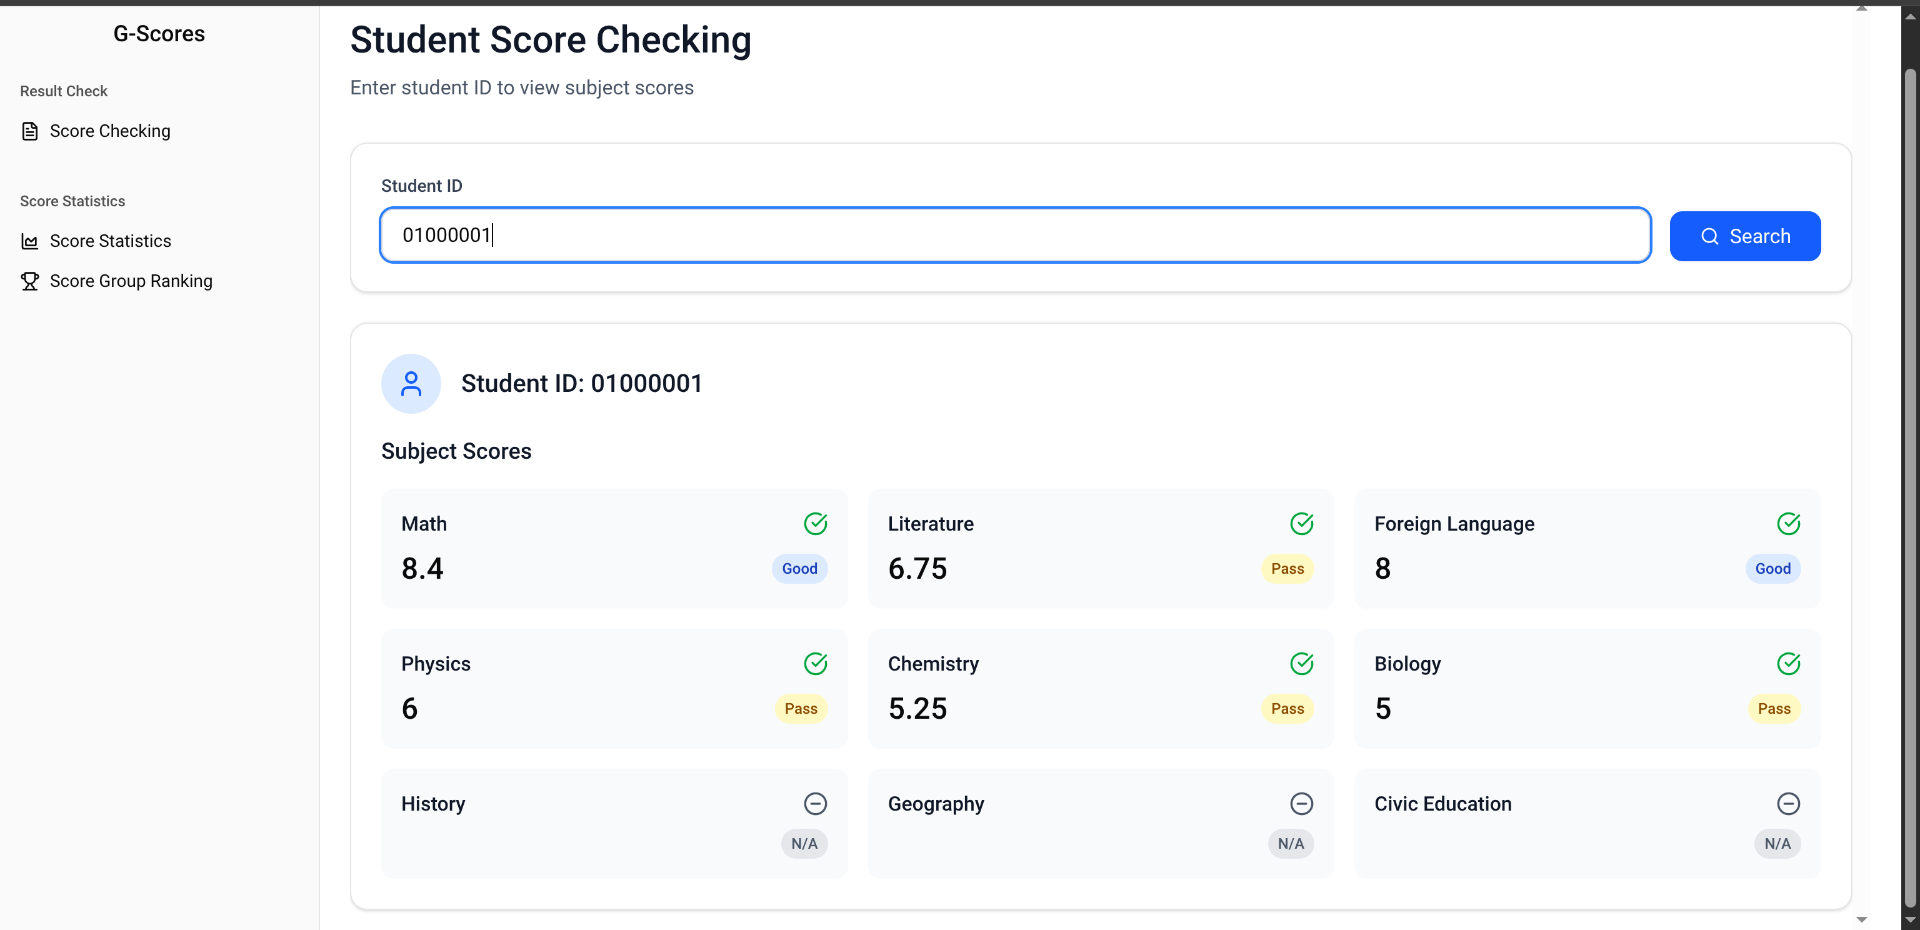 G-Scores
Result Check
Score Checking
Score Statistics
Score Statistics
Score Group Ranking
Student Score Checking
Enter student ID to view subject scores
Student ID
01000001
Search
Student ID: 01000001
Subject Scores
Math
8.4
Good
Literature
6.75
Pass
Foreign Language
8
Good
Physics
6
Pass
Chemistry
5.25
Pass
Biology
5
Pass
History
N/A
Geography
N/A
Civic Education
N/A